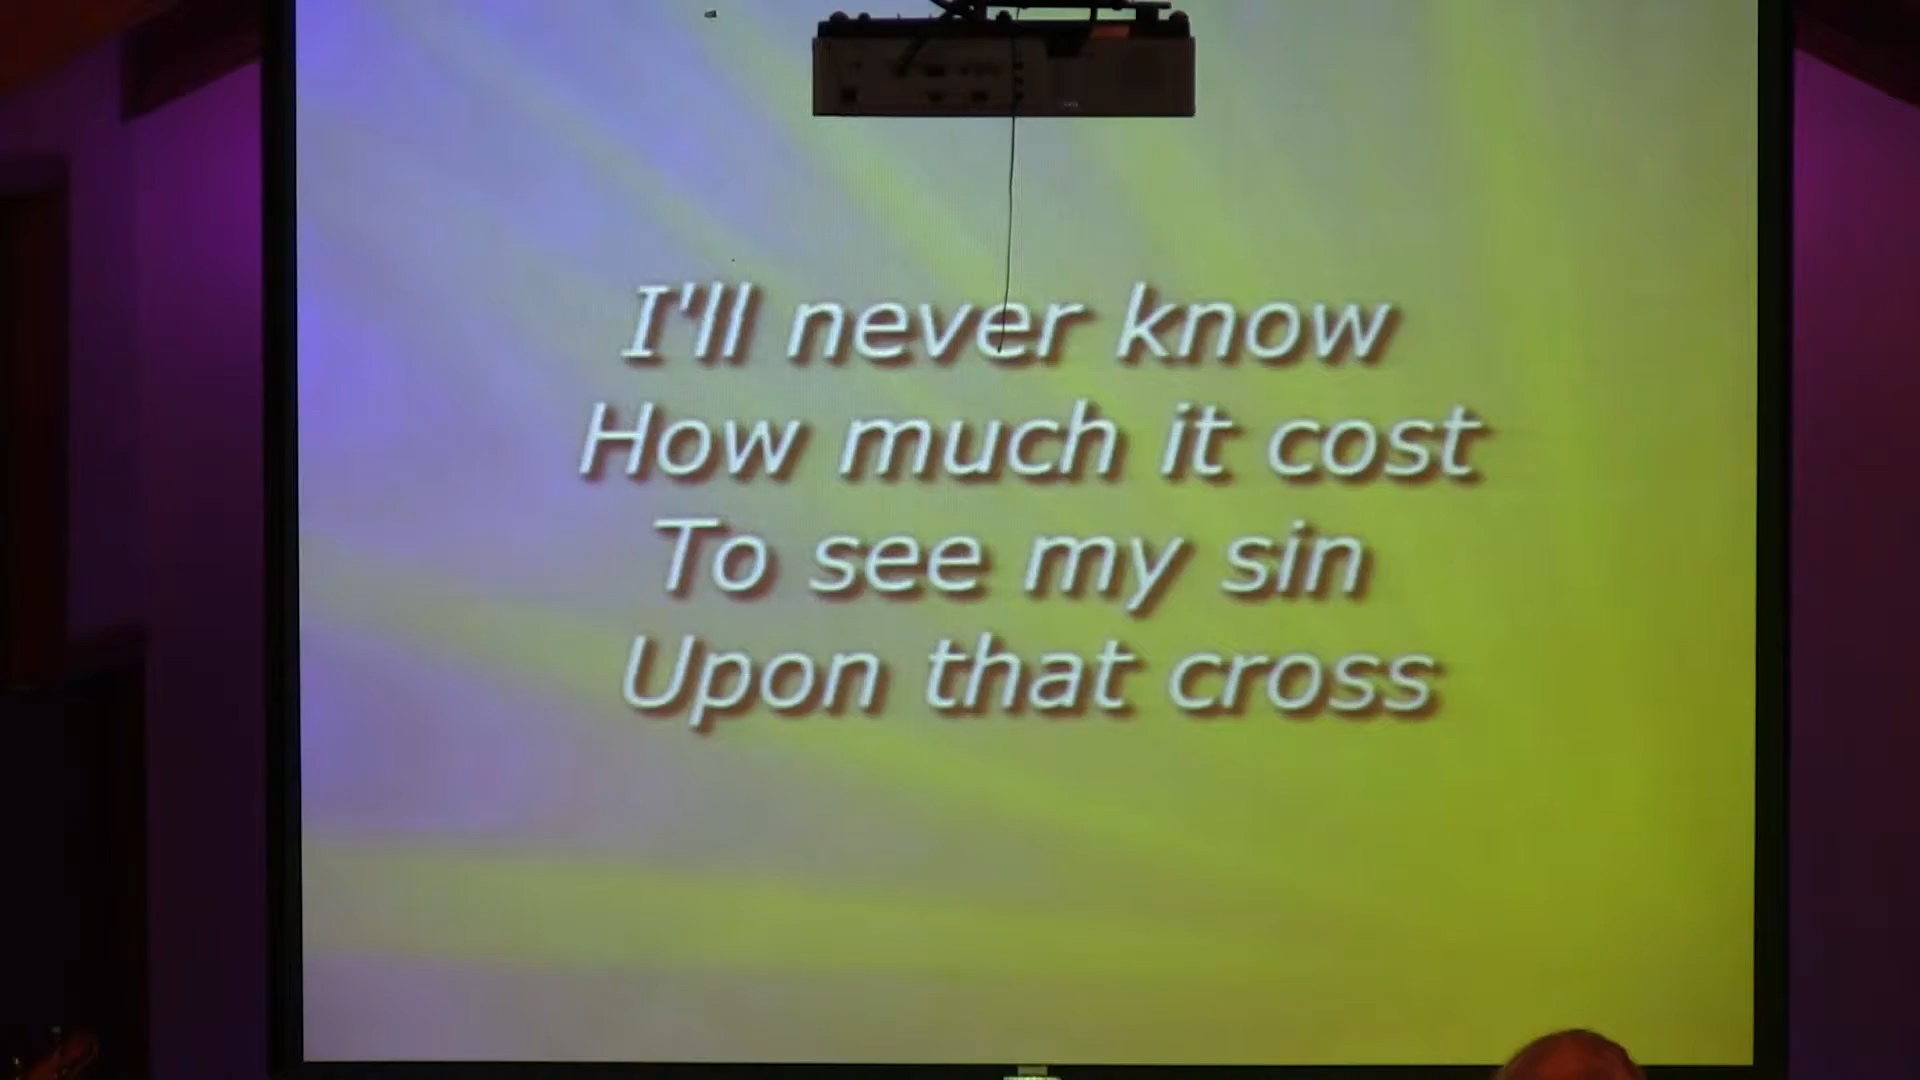 I'll never know
How much it cost
To see my sin
Upon that cross